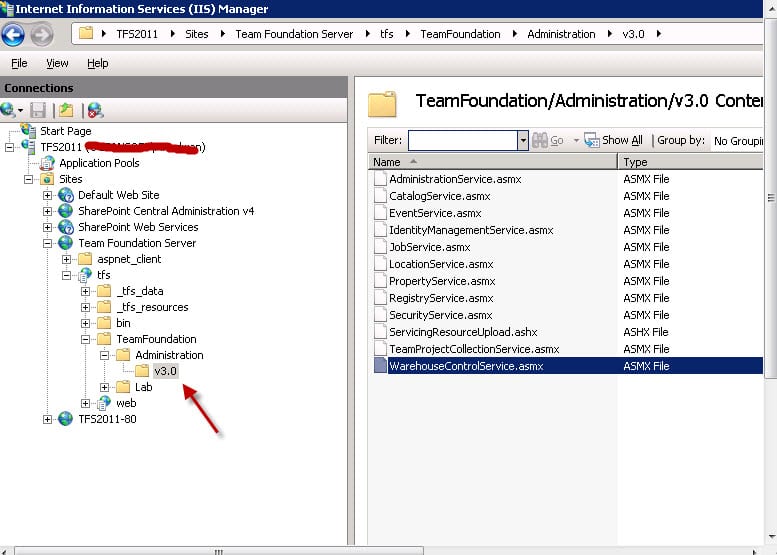 Internet Information Services (IIS) Manager
TFS2011 Sites Team Foundation Server tfs TeamFoundation Administration v3.0
File View Help
Connections
Start Page
TFS2011 (
Application Pools
Sites
Default Web Site
SharePoint Central Administration v4
SharePoint Web Services
Team Foundation Server
aspnet_client
tfs
_tfs_data
_tfs_resources
bin
TeamFoundation
Administration
v3.0
Lab
web
TFS2011-80
TeamFoundation/Administration/v3.0 Conten
Filter: Go Show All Group by: No Groupin
Name Type
AdministrationService.asmx ASMX File
CatalogService.asmx ASMX File
EventService.asmx ASMX File
IdentityManagementService.asmx ASMX File
JobService.asmx ASMX File
LocationService.asmx ASMX File
PropertyService.asmx ASMX File
RegistryService.asmx ASMX File
SecurityService.asmx ASMX File
ServicingResourceUpload.ashx ASHX File
TeamProjectCollectionService.asmx ASMX File
WarehouseControlService.asmx ASMX File